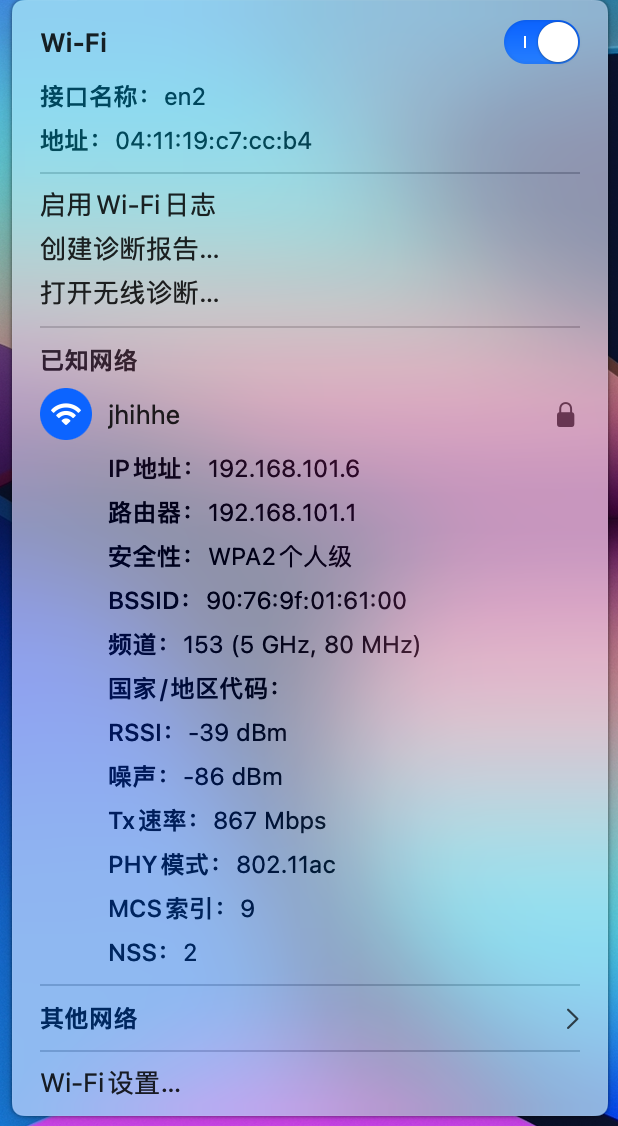 Wi-Fi
接口名称：en2
地址：04:11:19:c7:cc:b4
启用Wi-Fi日志
创建诊断报告...
打开无线诊断...
已知网络
jhihhe
IP地址：192.168.101.6
路由器：192.168.101.1
安全性：WPA2个人级
BSSID：90:76:9f:01:61:00
频道：153 (5 GHz, 80 MHz)
国家/地区代码：
RSSI：-39 dBm
噪声：-86 dBm
Tx速率：867 Mbps
PHY模式：802.11ac
MCS索引：9
NSS：2
其他网络
Wi-Fi设置...